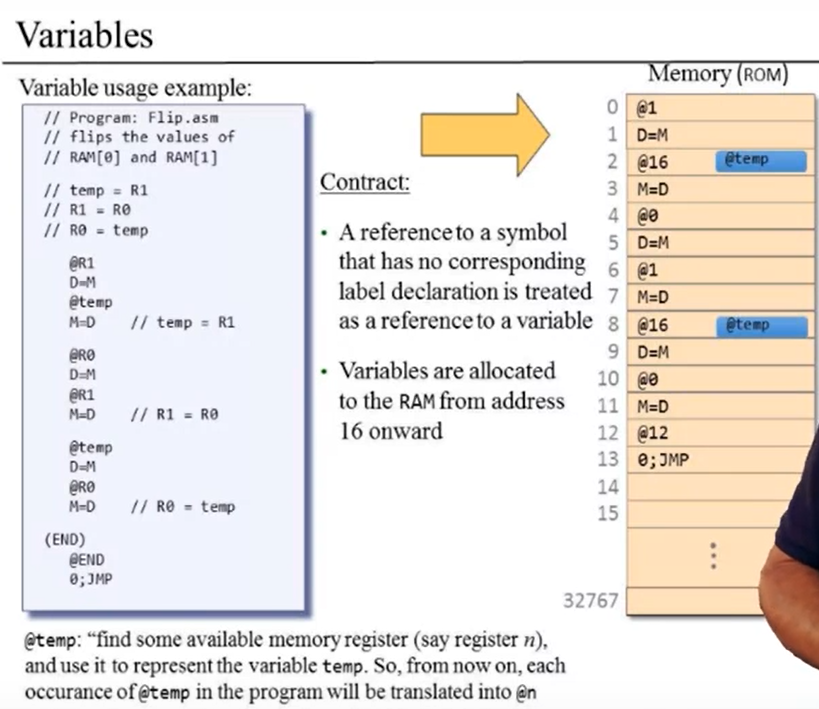 Variables
Variable usage example:
// Program: Flip.asm
// flips the values of
// RAM[0] and RAM[1]
// temp = R1
// R1 = R0
// R0 = temp
@R1
D=M
@temp
M=D // temp = R1
@R0
D=M
@R1
M=D // R1 = R0
@temp
D=M
@R0
M=D // R0 = temp
(END)
@END
0;JMP
@temp: “find some available memory register (say register n),
and use it to represent the variable temp. So, from now on, each
occurance of @temp in the program will be translated into @n
Contract:
• A reference to a symbol
that has no corresponding
label declaration is treated
as a reference to a variable
• Variables are allocated
to the RAM from address
16 onward
Memory (ROM)
0 @1
1 D=M
2 @16 @temp
3 M=D
4 @0
5 D=M
6 @1
7 M=D
8 @16 @temp
9 D=M
10 @0
11 M=D
12 @12
13 0;JMP
14
15
32767